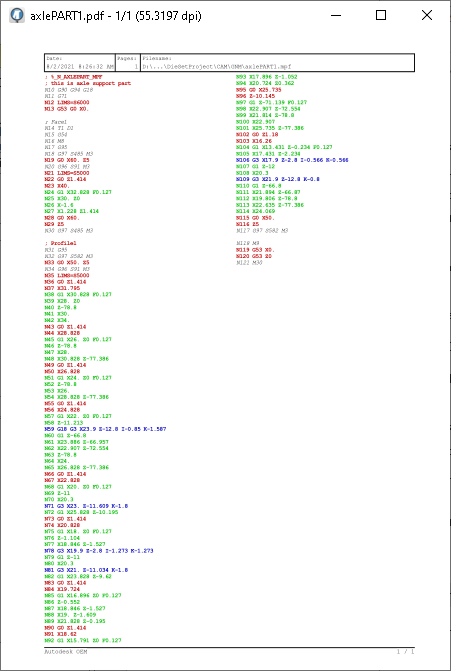 axlePART1.pdf - 1/1 (55.3197 dpi)
Date: Pages: Filename:
8/2/2021 8:26:32 AM 1 D:\...\DieSetProject\CAM\GNM\axlePART1.mpf
; %_N_AXLEPART_MPF
; this is axle support part
N10 G90 G94 G18
N11 G71
N12 LIMS=S6000
N13 G53 G0 X0.
; Face1
N14 T1 D1
N15 G54
N16 M8
N17 G95
N18 G97 S485 M3
N19 G0 X60. Z5
N20 G96 S91 M3
N21 LIMS=S5000
N22 G0 Z1.414
N23 X40.
N24 G1 X32.828 F0.127
N25 X30. Z0
N26 X-1.6
N27 X1.228 Z1.414
N28 G0 X60.
N29 Z5
N30 G97 S485 M3
; Profile1
N31 G95
N32 G97 S582 M3
N33 G0 X50. Z5
N34 G96 S91 M3
N35 LIMS=S5000
N36 G0 Z1.414
N37 X31.795
N38 G1 X30.828 F0.127
N39 X28. Z0
N40 Z-78.8
N41 X30.
N42 X34.
N43 G0 Z1.414
N44 X28.828
N45 G1 X26. Z0 F0.127
N46 Z-78.8
N47 X28.
N48 X30.828 Z-77.386
N49 G0 Z1.414
N50 X26.828
N51 G1 X24. Z0 F0.127
N52 Z-78.8
N53 X26.
N54 X28.828 Z-77.386
N55 G0 Z1.414
N56 X24.828
N57 G1 X22. Z0 F0.127
N58 Z-11.213
N59 G18 G3 X23.9 Z-12.8 I-0.85 K-1.587
N60 G1 Z-66.8
N61 X23.886 Z-66.957
N62 X22.907 Z-72.554
N63 Z-78.8
N64 X24.
N65 X26.828 Z-77.386
N66 G0 Z1.414
N67 X22.828
N68 G1 X20. Z0 F0.127
N69 Z-11
N70 X20.3
N71 G3 X23. Z-11.609 K-1.8
N72 G1 X25.828 Z-10.195
N73 G0 Z1.414
N74 X20.828
N75 G1 X18. Z0 F0.127
N76 Z-1.104
N77 X18.846 Z-1.527
N78 G3 X19.9 Z-2.8 I-1.273 K-1.273
N79 G1 Z-11
N80 X20.3
N81 G3 X21. Z-11.034 K-1.8
N82 G1 X23.828 Z-9.62
N83 G0 Z1.414
N84 X19.724
N85 G1 X16.896 Z0 F0.127
N86 Z-0.552
N87 X18.846 Z-1.527
N88 X19. Z-1.609
N89 X21.828 Z-0.195
N90 G0 Z1.414
N91 X18.62
N92 G1 X15.791 Z0 F0.127
N93 X17.896 Z-1.052
N94 X20.724 Z0.362
N95 G0 X25.735
N96 Z-10.145
N97 G1 Z-71.139 F0.127
N98 X22.907 Z-72.554
N99 X21.814 Z-78.8
N100 X22.907
N101 X25.735 Z-77.386
N102 G0 Z1.18
N103 X16.26
N104 G1 X13.431 Z-0.234 F0.127
N105 X17.431 Z-2.234
N106 G3 X17.9 Z-2.8 I-0.566 K-0.566
N107 G1 Z-12
N108 X20.3
N109 G3 X21.9 Z-12.8 K-0.8
N110 G1 Z-66.8
N111 X21.894 Z-66.87
N112 X19.806 Z-78.8
N113 X22.635 Z-77.386
N114 X24.069
N115 G0 X50.
N116 Z5
N117 G97 S582 M3
N118 M9
N119 G53 X0.
N120 G53 Z0
N121 M30
Autodesk OEM 1 / 1